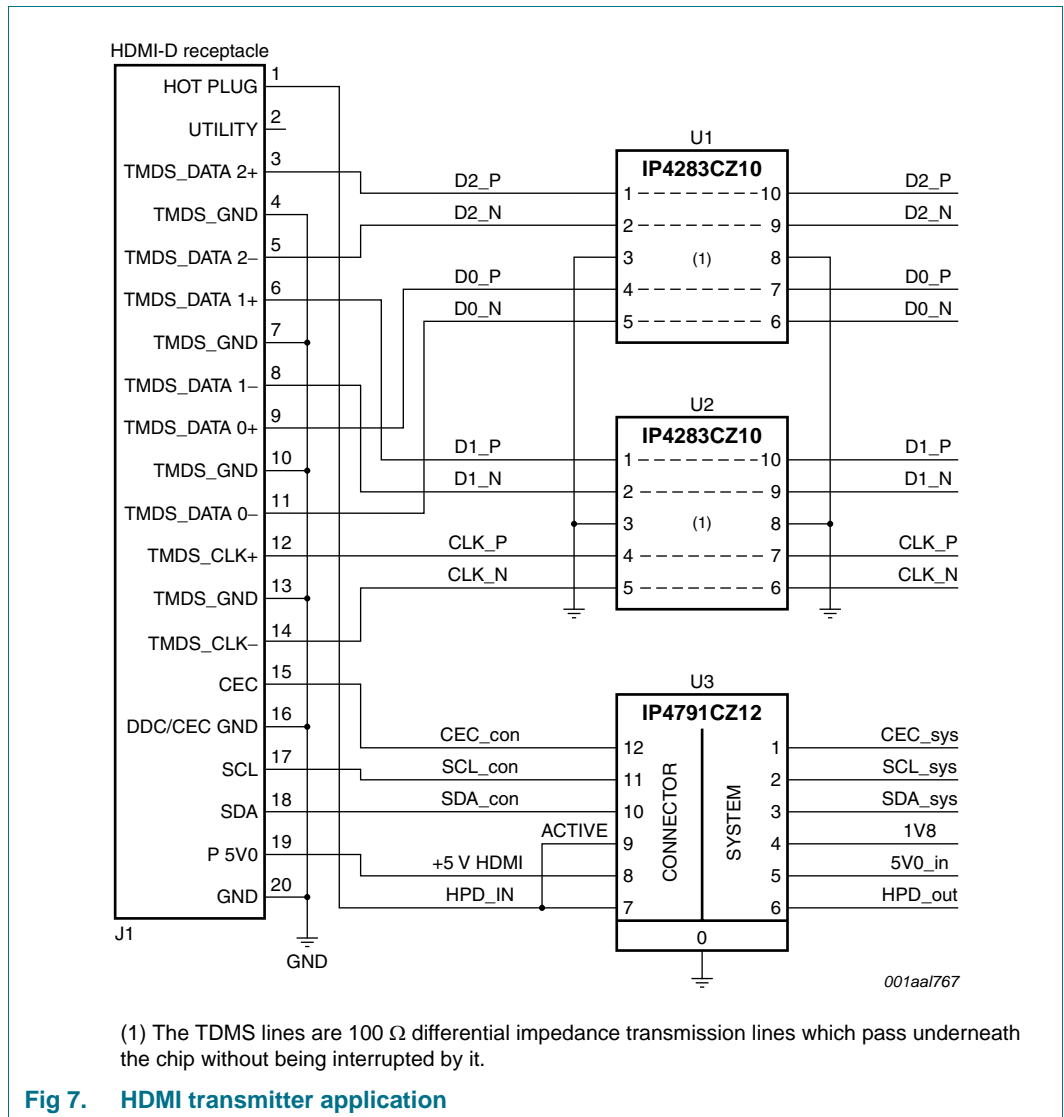 HDMI-D receptacle
HOT PLUG 1
UTILITY 2
TMDS_DATA 2+ 3
TMDS_GND 4
TMDS_DATA 2− 5
TMDS_DATA 1+ 6
TMDS_GND 7
TMDS_DATA 1− 8
TMDS_DATA 0+ 9
TMDS_GND 10
TMDS_DATA 0− 11
TMDS_CLK+ 12
TMDS_GND 13
TMDS_CLK− 14
CEC 15
DDC/CEC GND 16
SCL 17
SDA 18
P 5V0 19
GND 20
J1
GND
U1
IP4283CZ10
D2_P 1 10 D2_P
D2_N 2 9 D2_N
3 (1) 8
D0_P 4 7 D0_P
D0_N 5 6 D0_N
U2
IP4283CZ10
D1_P 1 10 D1_P
D1_N 2 9 D1_N
3 (1) 8
CLK_P 4 7 CLK_P
CLK_N 5 6 CLK_N
U3
IP4791CZ12
CEC_con 12 1 CEC_sys
SCL_con 11 2 SCL_sys
SDA_con 10 3 SDA_sys
ACTIVE 9 4 1V8
+5 V HDMI 8 5 5V0_in
HPD_IN 7 6 HPD_out
CONNECTOR
SYSTEM
0
001aal767
(1) The TDMS lines are 100 Ω differential impedance transmission lines which pass underneath
the chip without being interrupted by it.
Fig 7. HDMI transmitter application